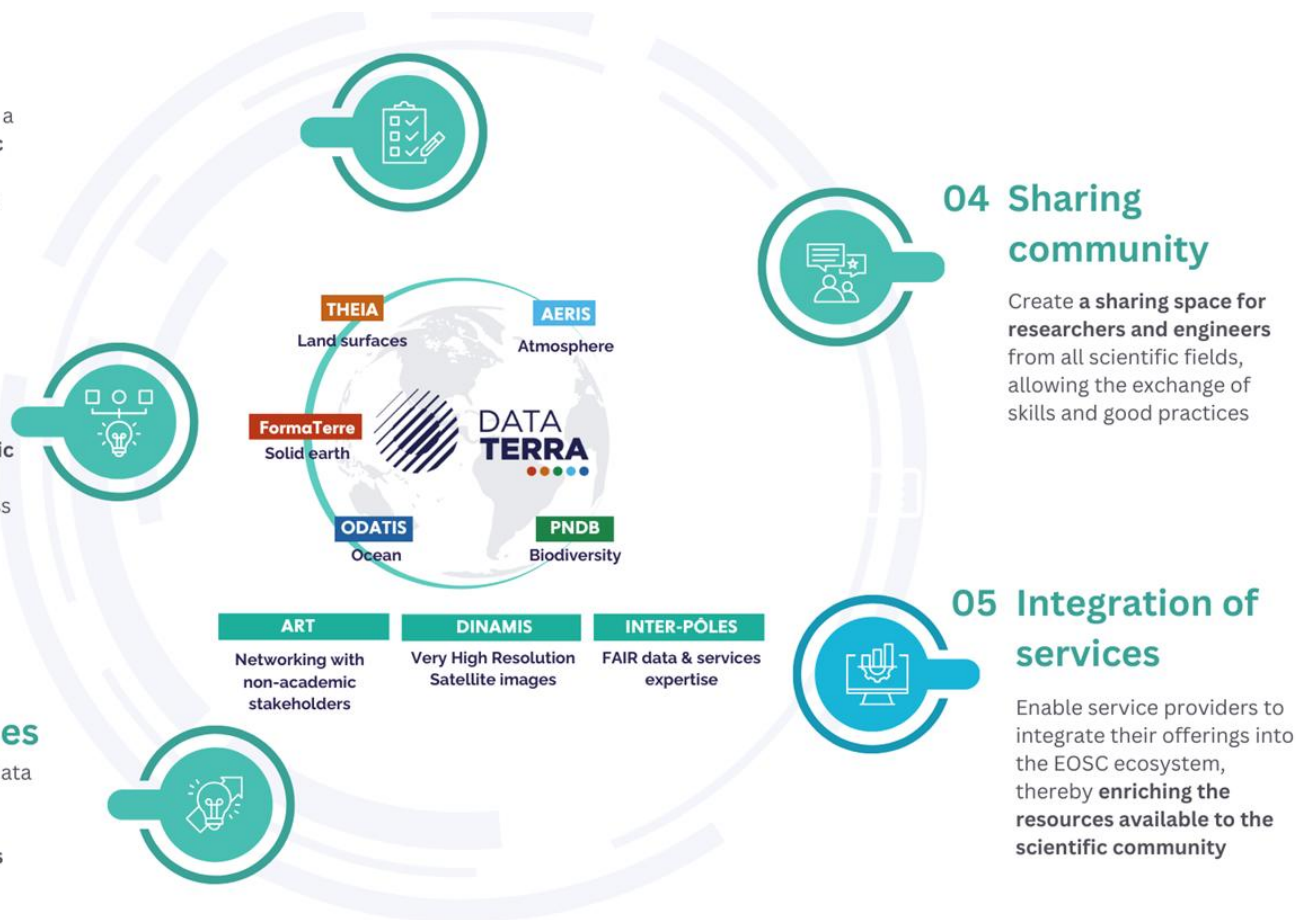 a
c
ic
s
es
ata
s
THEIA
Land surfaces
AERIS
Atmosphere
FormaTerre
Solid earth
DATA
TERRA
ODATIS
Ocean
PNDB
Biodiversity
ART
Networking with
non-academic
stakeholders
DINAMIS
Very High Resolution
Satellite images
INTER-PÔLES
FAIR data & services
expertise
04 Sharing
community
Create a sharing space for
researchers and engineers
from all scientific fields,
allowing the exchange of
skills and good practices
05 Integration of
services
Enable service providers to
integrate their offerings into
the EOSC ecosystem,
thereby enriching the
resources available to the
scientific community